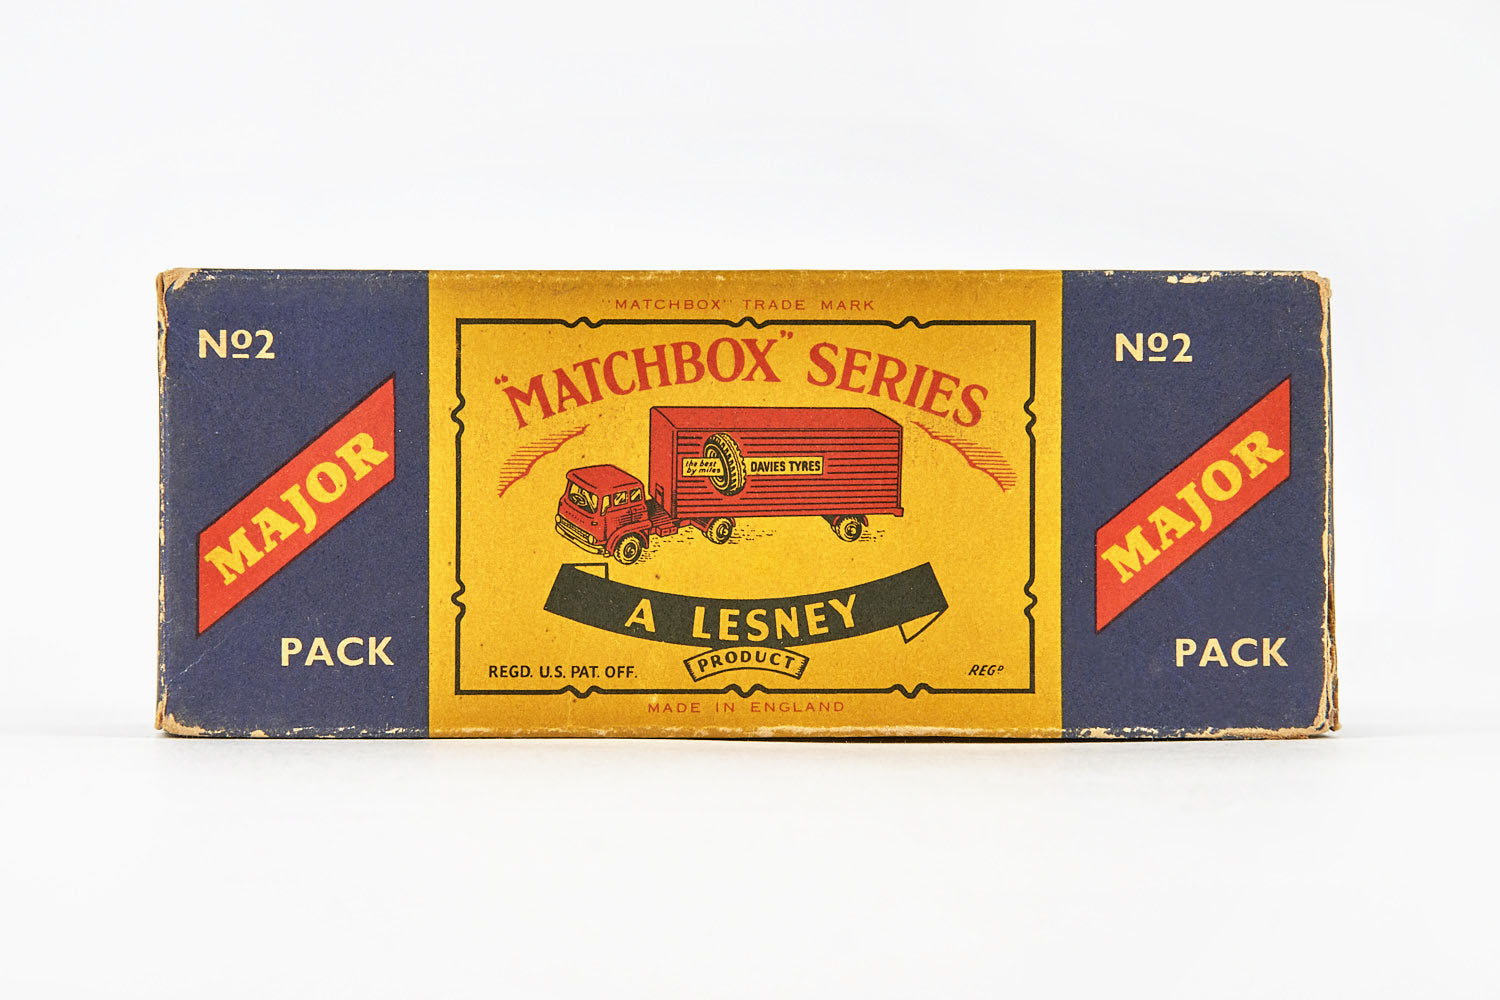 "MATCHBOX" TRADE MARK
Nº2
MAJOR
PACK
"MATCHBOX" SERIES
the best
by miles
DAVIES TYRES
A LESNEY
PRODUCT
REGD. U.S. PAT. OFF.
REGᴰ
MADE IN ENGLAND
Nº2
MAJOR
PACK